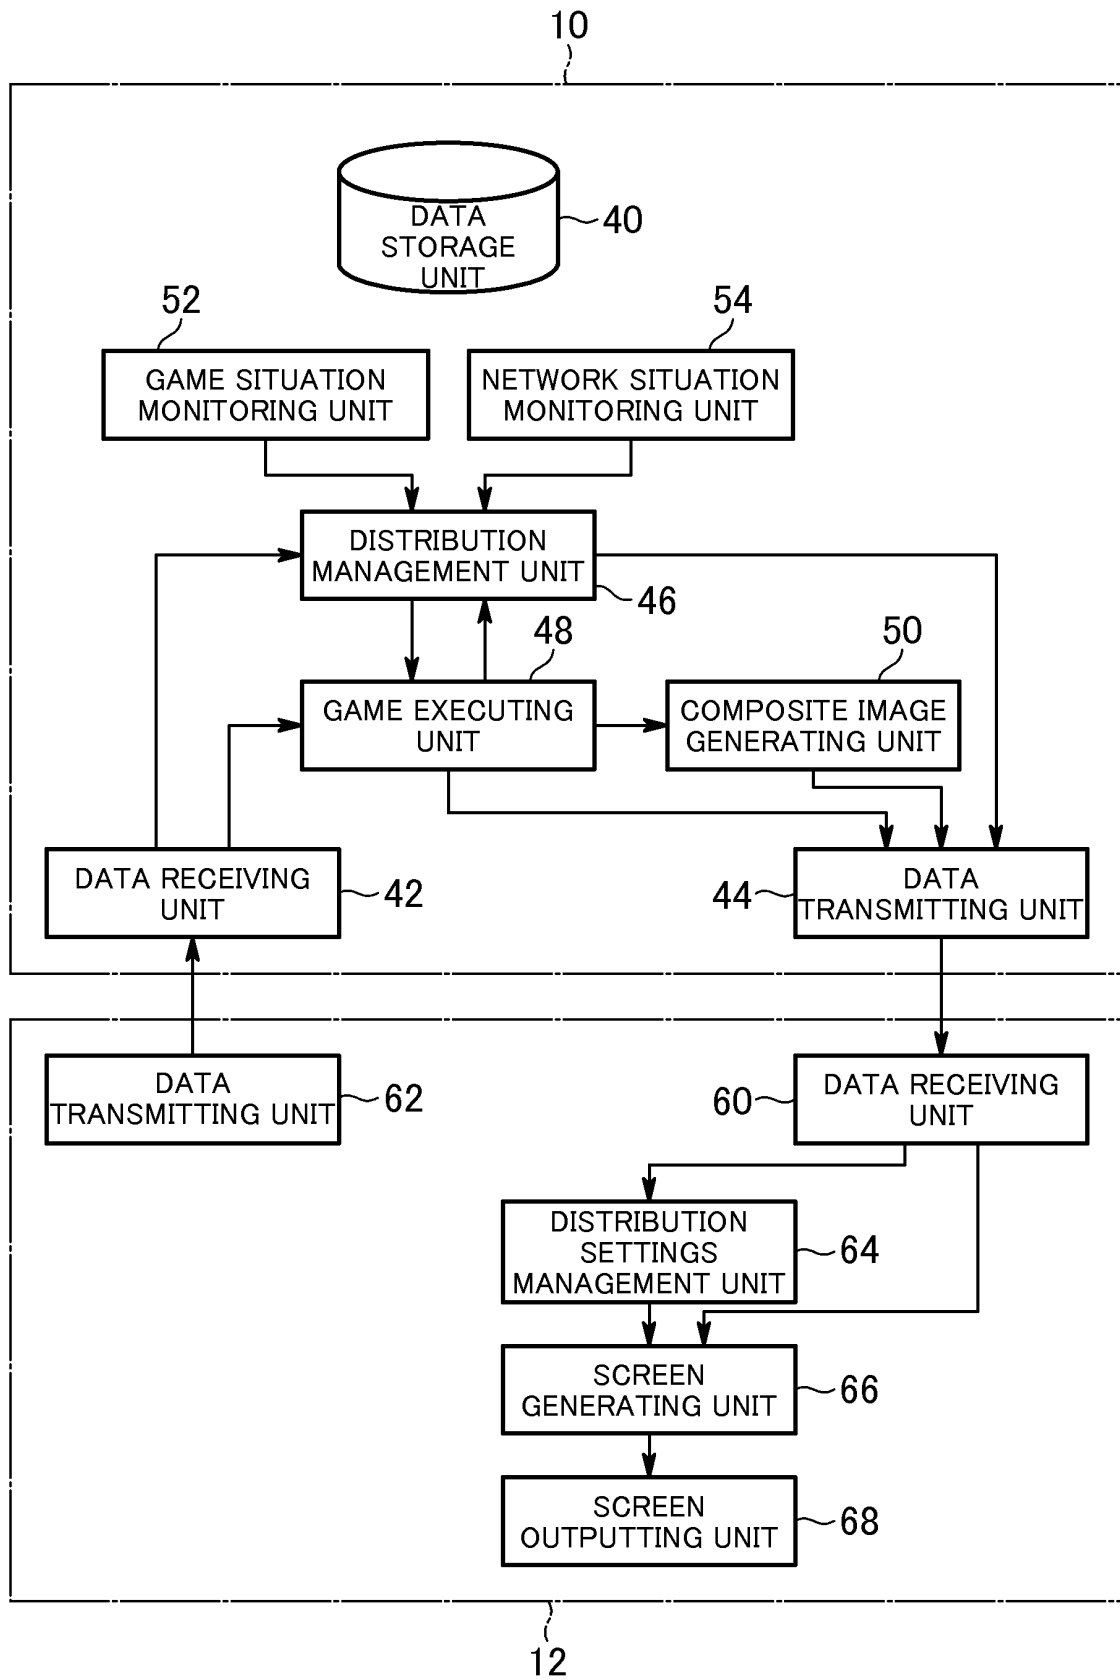 10
DATA
STORAGE
UNIT
40
52
54
GAME SITUATION
MONITORING UNIT
NETWORK SITUATION
MONITORING UNIT
DISTRIBUTION
MANAGEMENT UNIT
46
48
50
GAME EXECUTING
UNIT
COMPOSITE IMAGE
GENERATING UNIT
DATA RECEIVING
UNIT
42
44
DATA
TRANSMITTING UNIT
DATA
TRANSMITTING UNIT
62
60
DATA RECEIVING
UNIT
DISTRIBUTION
SETTINGS
MANAGEMENT UNIT
64
SCREEN
GENERATING UNIT
66
SCREEN
OUTPUTTING UNIT
68
12